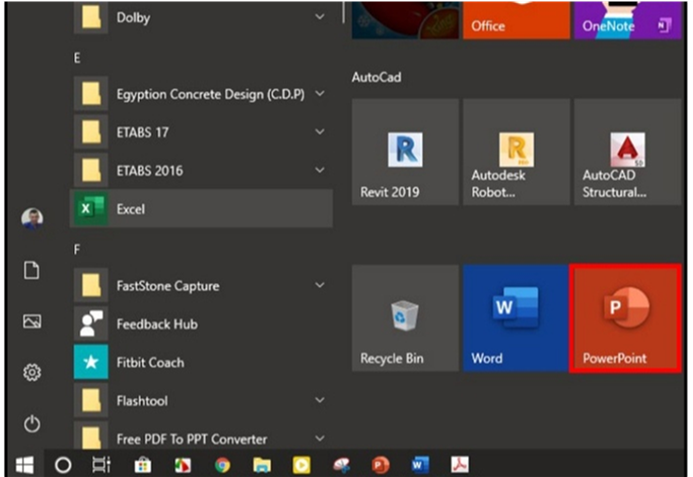 Dolby
E
Egyption Concrete Design (C.D.P)
ETABS 17
ETABS 2016
Excel
F
FastStone Capture
Feedback Hub
Fitbit Coach
Flashtool
Free PDF To PPT Converter
Office
OneNote
AutoCad
Revit 2019
Autodesk
Robot...
AutoCAD
Structural...
Recycle Bin
Word
PowerPoint